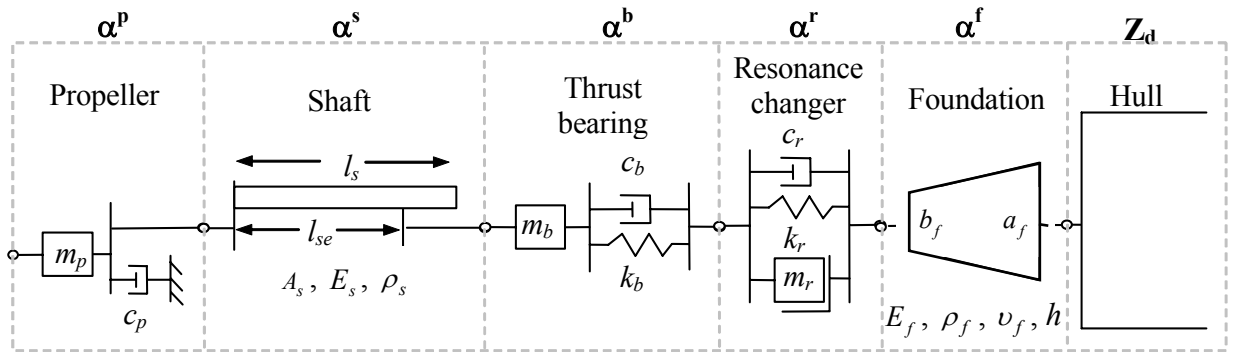 αᵖ
αˢ
αᵇ
αʳ
αᶠ
Z_d
Propeller
Shaft
Thrust
bearing
Resonance
changer
Foundation
Hull
m_p
c_p
l_s
l_se
A_s , E_s , ρ_s
m_b
c_b
k_b
c_r
k_r
m_r
b_f
a_f
E_f , ρ_f , υ_f , h